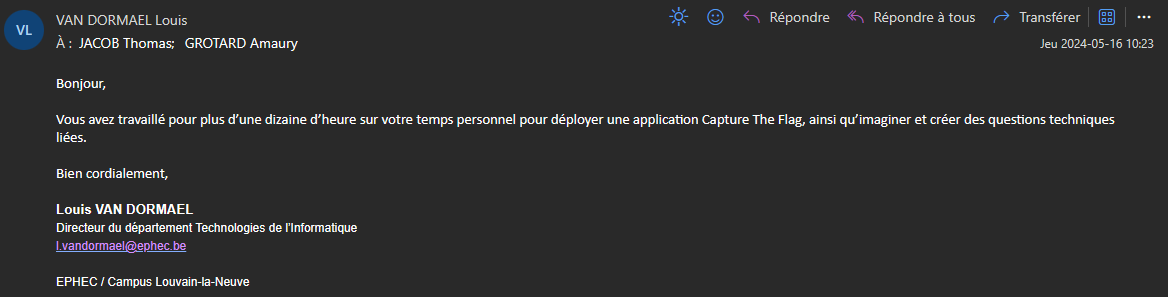 VL
VAN DORMAEL Louis
Répondre
Répondre à tous
Transférer
À : JACOB Thomas; GROTARD Amaury
Jeu 2024-05-16 10:23
Bonjour,
Vous avez travaillé pour plus d’une dizaine d’heure sur votre temps personnel pour déployer une application Capture The Flag, ainsi qu’imaginer et créer des questions techniques
liées.
Bien cordialement,
Louis VAN DORMAEL
Directeur du département Technologies de l’Informatique
l.vandormael@ephec.be
EPHEC / Campus Louvain-la-Neuve